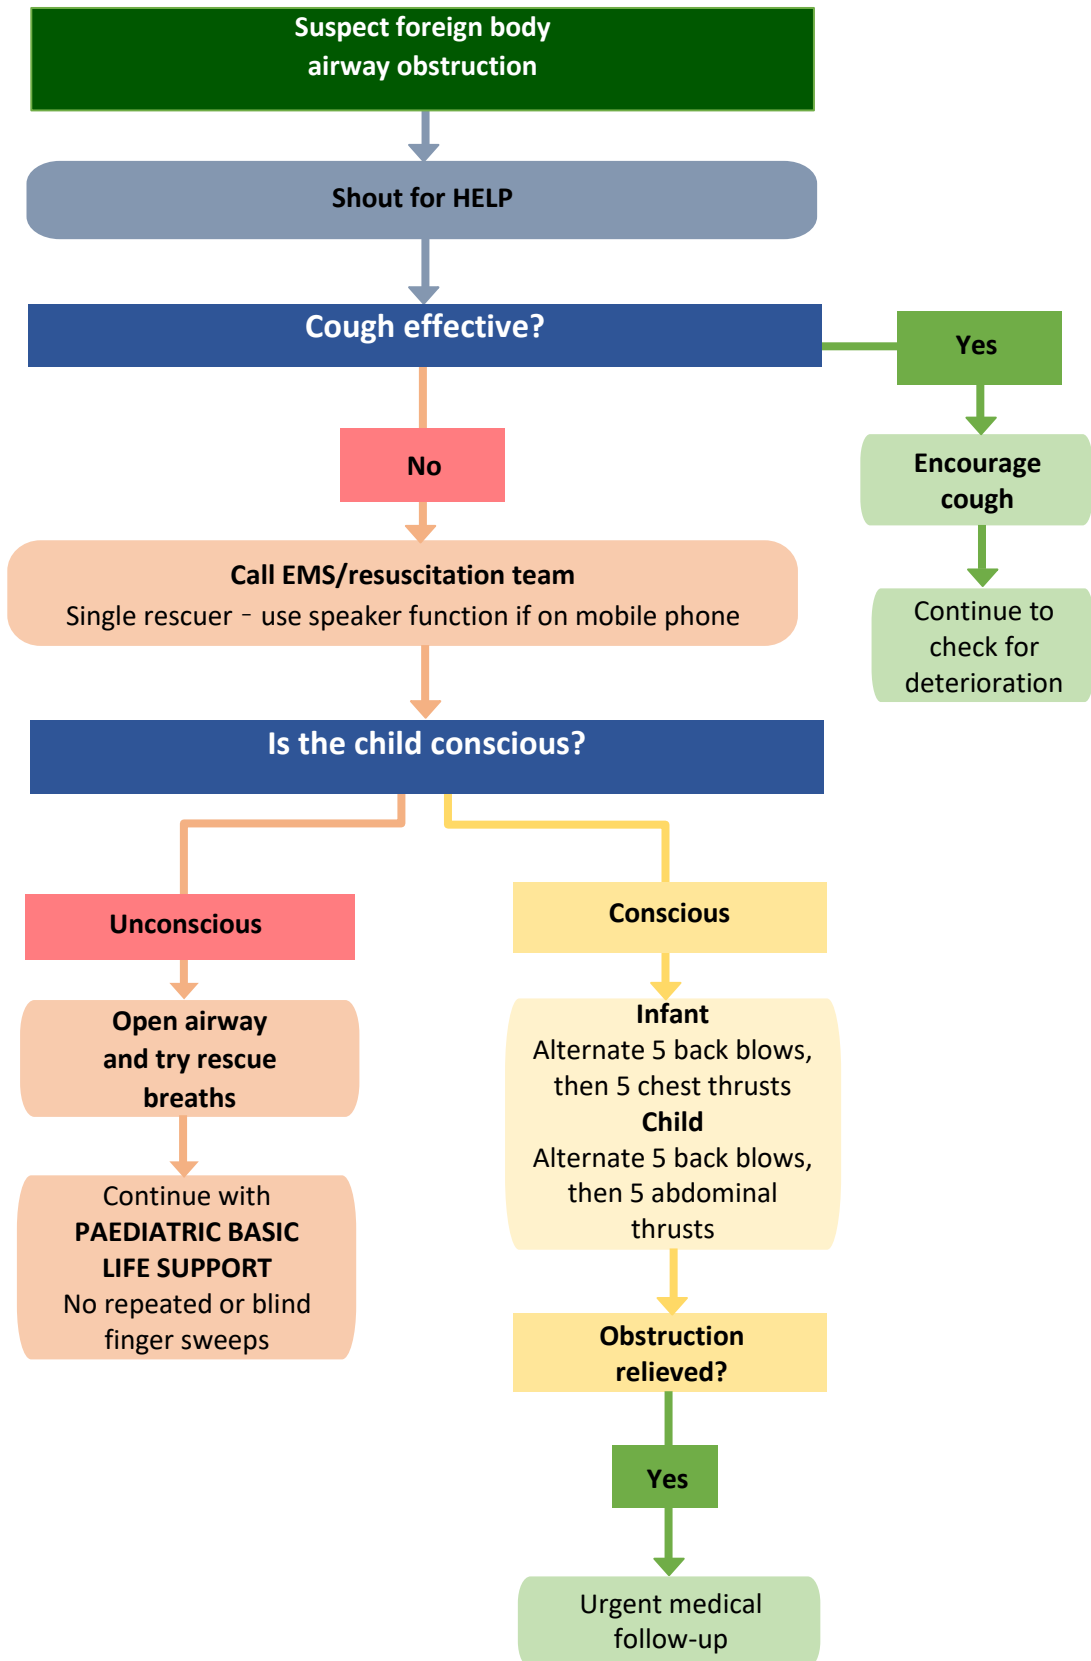 Suspect foreign body
airway obstruction
Shout for HELP
Cough effective?
Yes
Encourage
cough
Continue to
check for
deterioration
No
Call EMS/resuscitation team
Single rescuer - use speaker function if on mobile phone
Is the child conscious?
Unconscious
Open airway
and try rescue
breaths
Continue with
PAEDIATRIC BASIC
LIFE SUPPORT
No repeated or blind
finger sweeps
Conscious
Infant
Alternate 5 back blows,
then 5 chest thrusts
Child
Alternate 5 back blows,
then 5 abdominal
thrusts
Obstruction
relieved?
Yes
Urgent medical
follow-up